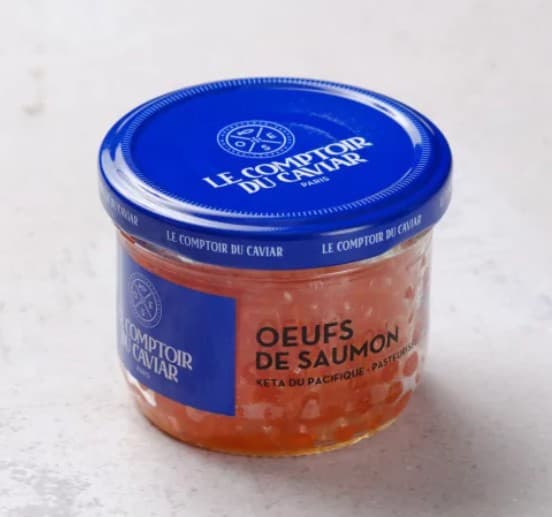 LE COMPTOIR
DU CAVIAR
PARIS
LE COMPTOIR DU CAVIAR
LE COMPTOIR DU CAVIAR
COMPTOIR
DU CAVIAR
PARIS
OEUFS
DE SAUMON
KETA DU PACIFIQUE -